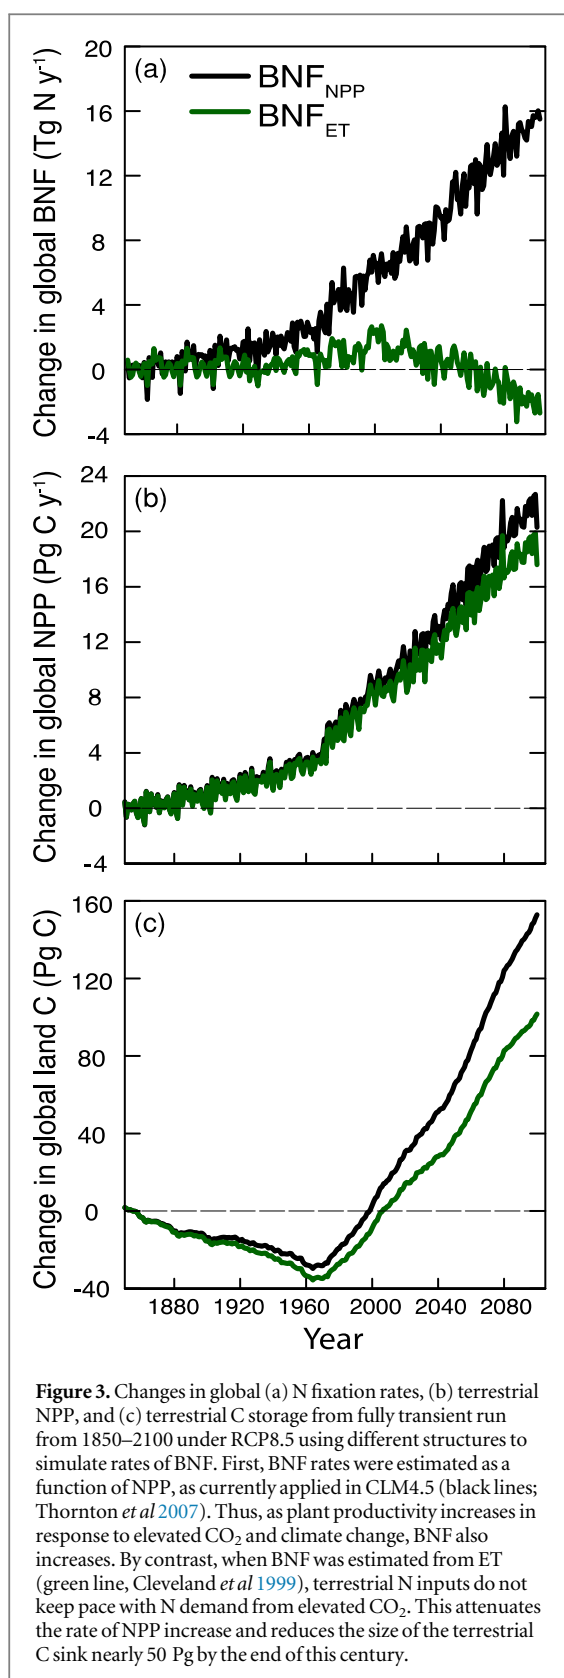 20
16
12
8
4
0
-4
Change in global BNF (Tg N y-1)
(a)
BNFNPP
BNFET
24
20
16
12
8
4
0
-4
Change in global NPP (Pg C y-1)
(b)
160
120
80
40
0
-40
Change in global land C (Pg C)
(c)
1880 1920 1960 2000 2040 2080
Year
Figure 3. Changes in global (a) N fixation rates, (b) terrestrial
NPP, and (c) terrestrial C storage from fully transient run
from 1850–2100 under RCP8.5 using different structures to
simulate rates of BNF. First, BNF rates were estimated as a
function of NPP, as currently applied in CLM4.5 (black lines;
Thornton et al 2007). Thus, as plant productivity increases in
response to elevated CO2 and climate change, BNF also
increases. By contrast, when BNF was estimated from ET
(green line, Cleveland et al 1999), terrestrial N inputs do not
keep pace with N demand from elevated CO2. This attenuates
the rate of NPP increase and reduces the size of the terrestrial
C sink nearly 50 Pg by the end of this century.